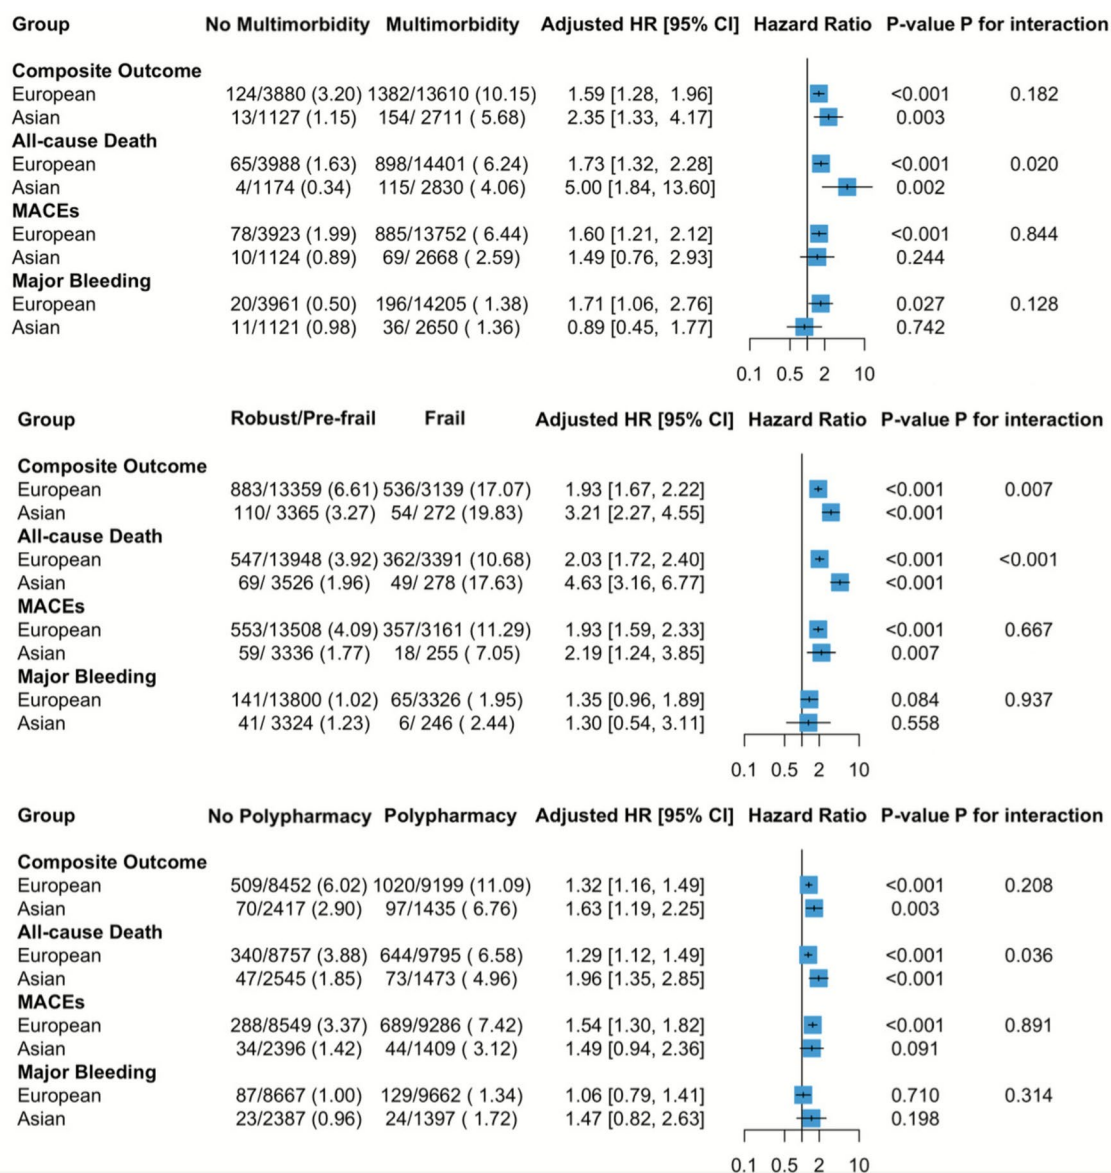 Group No Multimorbidity Multimorbidity Adjusted HR [95% CI] Hazard Ratio P-value P for interaction
Composite Outcome
European 124/3880 (3.20) 1382/13610 (10.15) 1.59 [1.28, 1.96] <0.001 0.182
Asian 13/1127 (1.15) 154/ 2711 ( 5.68) 2.35 [1.33, 4.17] 0.003
All-cause Death
European 65/3988 (1.63) 898/14401 ( 6.24) 1.73 [1.32, 2.28] <0.001 0.020
Asian 4/1174 (0.34) 115/ 2830 ( 4.06) 5.00 [1.84, 13.60] 0.002
MACEs
European 78/3923 (1.99) 885/13752 ( 6.44) 1.60 [1.21, 2.12] <0.001 0.844
Asian 10/1124 (0.89) 69/ 2668 ( 2.59) 1.49 [0.76, 2.93] 0.244
Major Bleeding
European 20/3961 (0.50) 196/14205 ( 1.38) 1.71 [1.06, 2.76] 0.027 0.128
Asian 11/1121 (0.98) 36/ 2650 ( 1.36) 0.89 [0.45, 1.77] 0.742
0.1 0.5 2 10
Group Robust/Pre-frail Frail Adjusted HR [95% CI] Hazard Ratio P-value P for interaction
Composite Outcome
European 883/13359 (6.61) 536/3139 (17.07) 1.93 [1.67, 2.22] <0.001 0.007
Asian 110/ 3365 (3.27) 54/ 272 (19.83) 3.21 [2.27, 4.55] <0.001
All-cause Death
European 547/13948 (3.92) 362/3391 (10.68) 2.03 [1.72, 2.40] <0.001 <0.001
Asian 69/ 3526 (1.96) 49/ 278 (17.63) 4.63 [3.16, 6.77] <0.001
MACEs
European 553/13508 (4.09) 357/3161 (11.29) 1.93 [1.59, 2.33] <0.001 0.667
Asian 59/ 3336 (1.77) 18/ 255 ( 7.05) 2.19 [1.24, 3.85] 0.007
Major Bleeding
European 141/13800 (1.02) 65/3326 ( 1.95) 1.35 [0.96, 1.89] 0.084 0.937
Asian 41/ 3324 (1.23) 6/ 246 ( 2.44) 1.30 [0.54, 3.11] 0.558
0.1 0.5 2 10
Group No Polypharmacy Polypharmacy Adjusted HR [95% CI] Hazard Ratio P-value P for interaction
Composite Outcome
European 509/8452 (6.02) 1020/9199 (11.09) 1.32 [1.16, 1.49] <0.001 0.208
Asian 70/2417 (2.90) 97/1435 ( 6.76) 1.63 [1.19, 2.25] 0.003
All-cause Death
European 340/8757 (3.88) 644/9795 ( 6.58) 1.29 [1.12, 1.49] <0.001 0.036
Asian 47/2545 (1.85) 73/1473 ( 4.96) 1.96 [1.35, 2.85] <0.001
MACEs
European 288/8549 (3.37) 689/9286 ( 7.42) 1.54 [1.30, 1.82] <0.001 0.891
Asian 34/2396 (1.42) 44/1409 ( 3.12) 1.49 [0.94, 2.36] 0.091
Major Bleeding
European 87/8667 (1.00) 129/9662 ( 1.34) 1.06 [0.79, 1.41] 0.710 0.314
Asian 23/2387 (0.96) 24/1397 ( 1.72) 1.47 [0.82, 2.63] 0.198
0.1 0.5 2 10